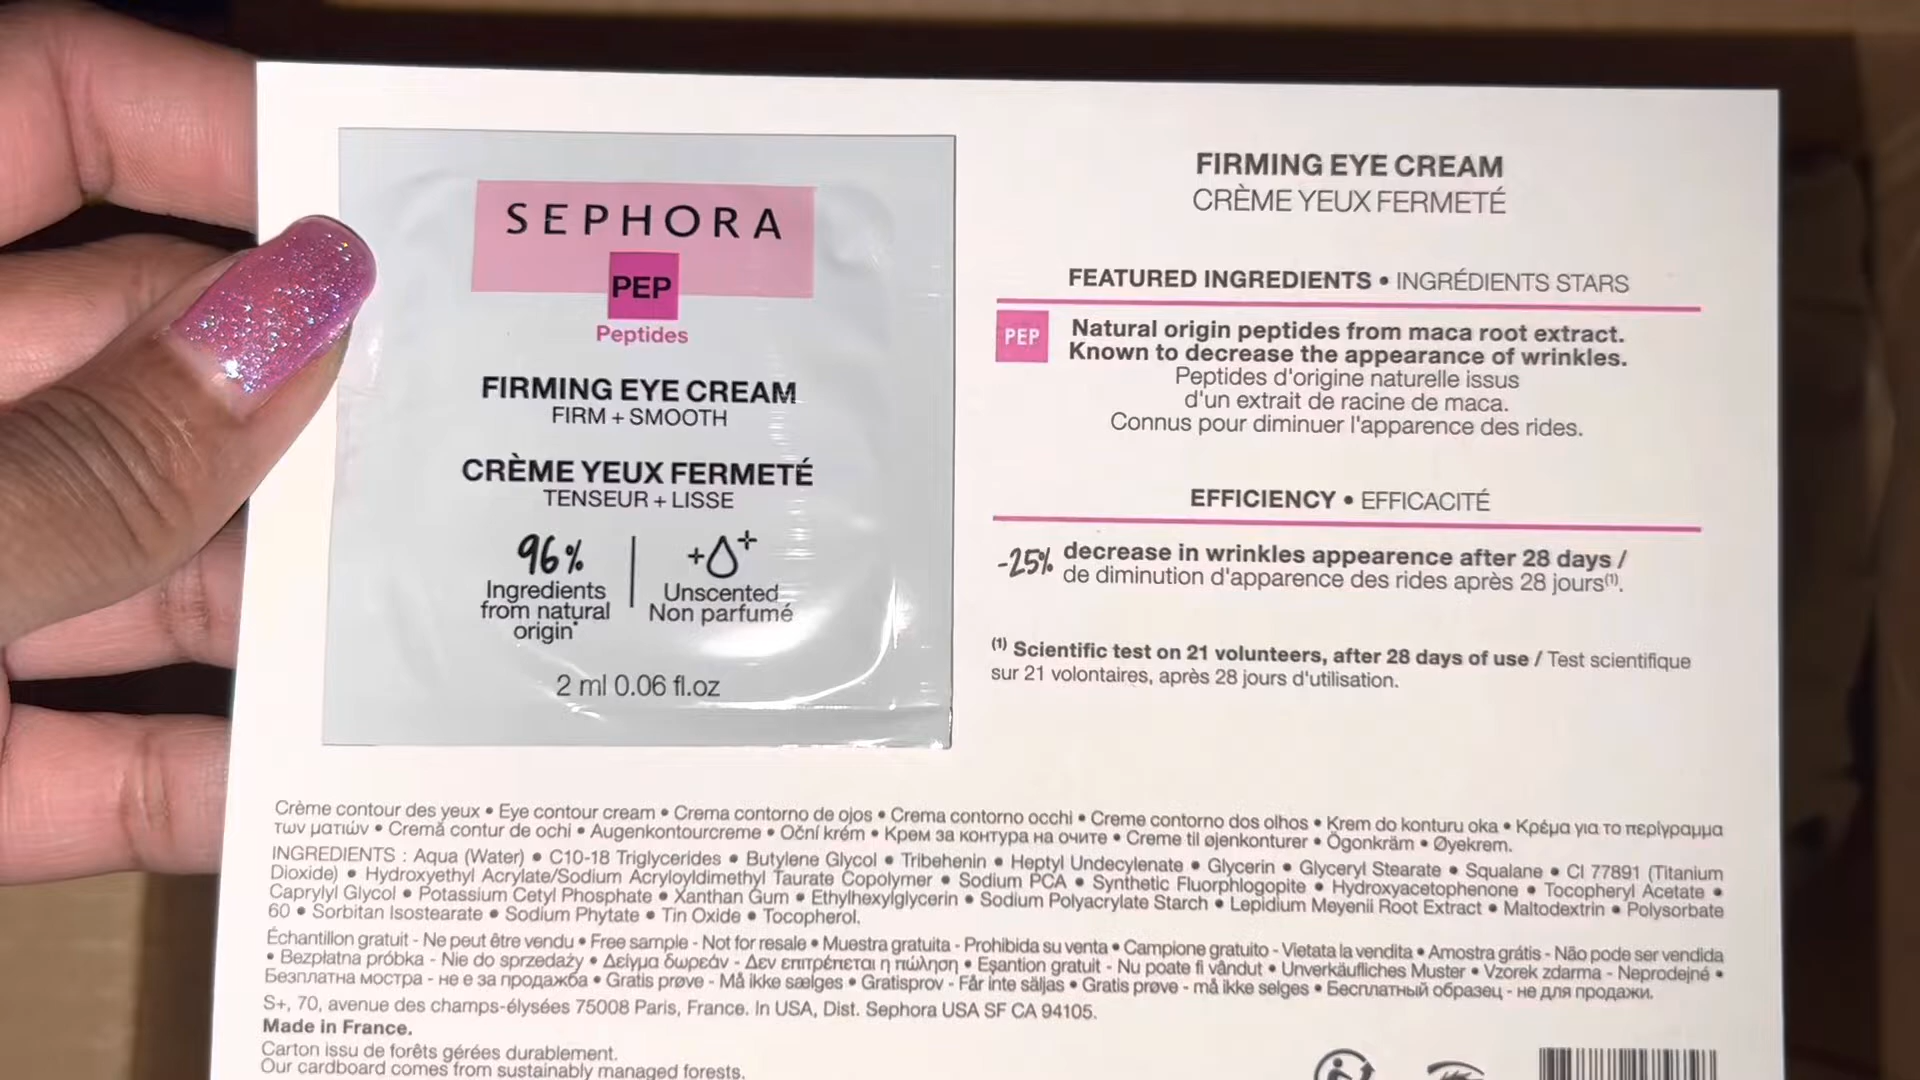 SEPHORA
PEP
Peptides
FIRMING EYE CREAM
FIRM + SMOOTH
CRÈME YEUX FERMETÉ
TENSEUR + LISSE
96%
Ingredients
from natural
origin*
Unscented
Non parfumé
2 ml 0.06 fl.oz
FIRMING EYE CREAM
CRÈME YEUX FERMETÉ
FEATURED INGREDIENTS • INGRÉDIENTS STARS
PEP
Natural origin peptides from maca root extract.
Known to decrease the appearance of wrinkles.
Peptides d'origine naturelle issus
d'un extrait de racine de maca.
Connus pour diminuer l'apparence des rides.
EFFICIENCY • EFFICACITÉ
-25% decrease in wrinkles appearence after 28 days /
de diminution d'apparence des rides après 28 jours(1).
(1) Scientific test on 21 volunteers, after 28 days of use / Test scientifique
sur 21 volontaires, après 28 jours d'utilisation.
Crème contour des yeux • Eye contour cream • Crema contorno de ojos • Crema contorno occhi • Creme contorno dos olhos • Krem do konturu oka • Κρέμα για το περίγραμμα
των ματιών • Cremă contur de ochi • Augenkontourcreme • Oční krém • Крем за контура на очите • Creme til øjenkonturer • Ögonkräm • Øyekrem.
INGREDIENTS : Aqua (Water) • C10-18 Triglycerides • Butylene Glycol • Tribehenin • Heptyl Undecylenate • Glycerin • Glyceryl Stearate • Squalane • CI 77891 (Titanium
Dioxide) • Hydroxyethyl Acrylate/Sodium Acryloyldimethyl Taurate Copolymer • Sodium PCA • Synthetic Fluorphlogopite • Hydroxyacetophenone • Tocopheryl Acetate •
Caprylyl Glycol • Potassium Cetyl Phosphate • Xanthan Gum • Ethylhexylglycerin • Sodium Polyacrylate Starch • Lepidium Meyenii Root Extract • Maltodextrin • Polysorbate
60 • Sorbitan Isostearate • Sodium Phytate • Tin Oxide • Tocopherol.
Échantillon gratuit - Ne peut être vendu • Free sample - Not for resale • Muestra gratuita - Prohibida su venta • Campione gratuito - Vietata la vendita • Amostra grátis - Não pode ser vendida
• Bezpłatna próbka - Nie do sprzedaży • Δείγμα δωρεάν - Δεν επιτρέπεται η πώληση • Eşantion gratuit - Nu poate fi vândut • Unverkäufliches Muster • Vzorek zdarma - Neprodejné •
Безплатна мостра - не е за продажба • Gratis prøve - Må ikke sælges • Gratisprov - Får inte säljas • Gratis prøve - må ikke selges • Бесплатный образец - не для продажи.
S+, 70, avenue des champs-élysées 75008 Paris, France. In USA, Dist. Sephora USA SF CA 94105.
Made in France.
Carton issu de forêts gérées durablement.
Our cardboard comes from sustainably managed forests.